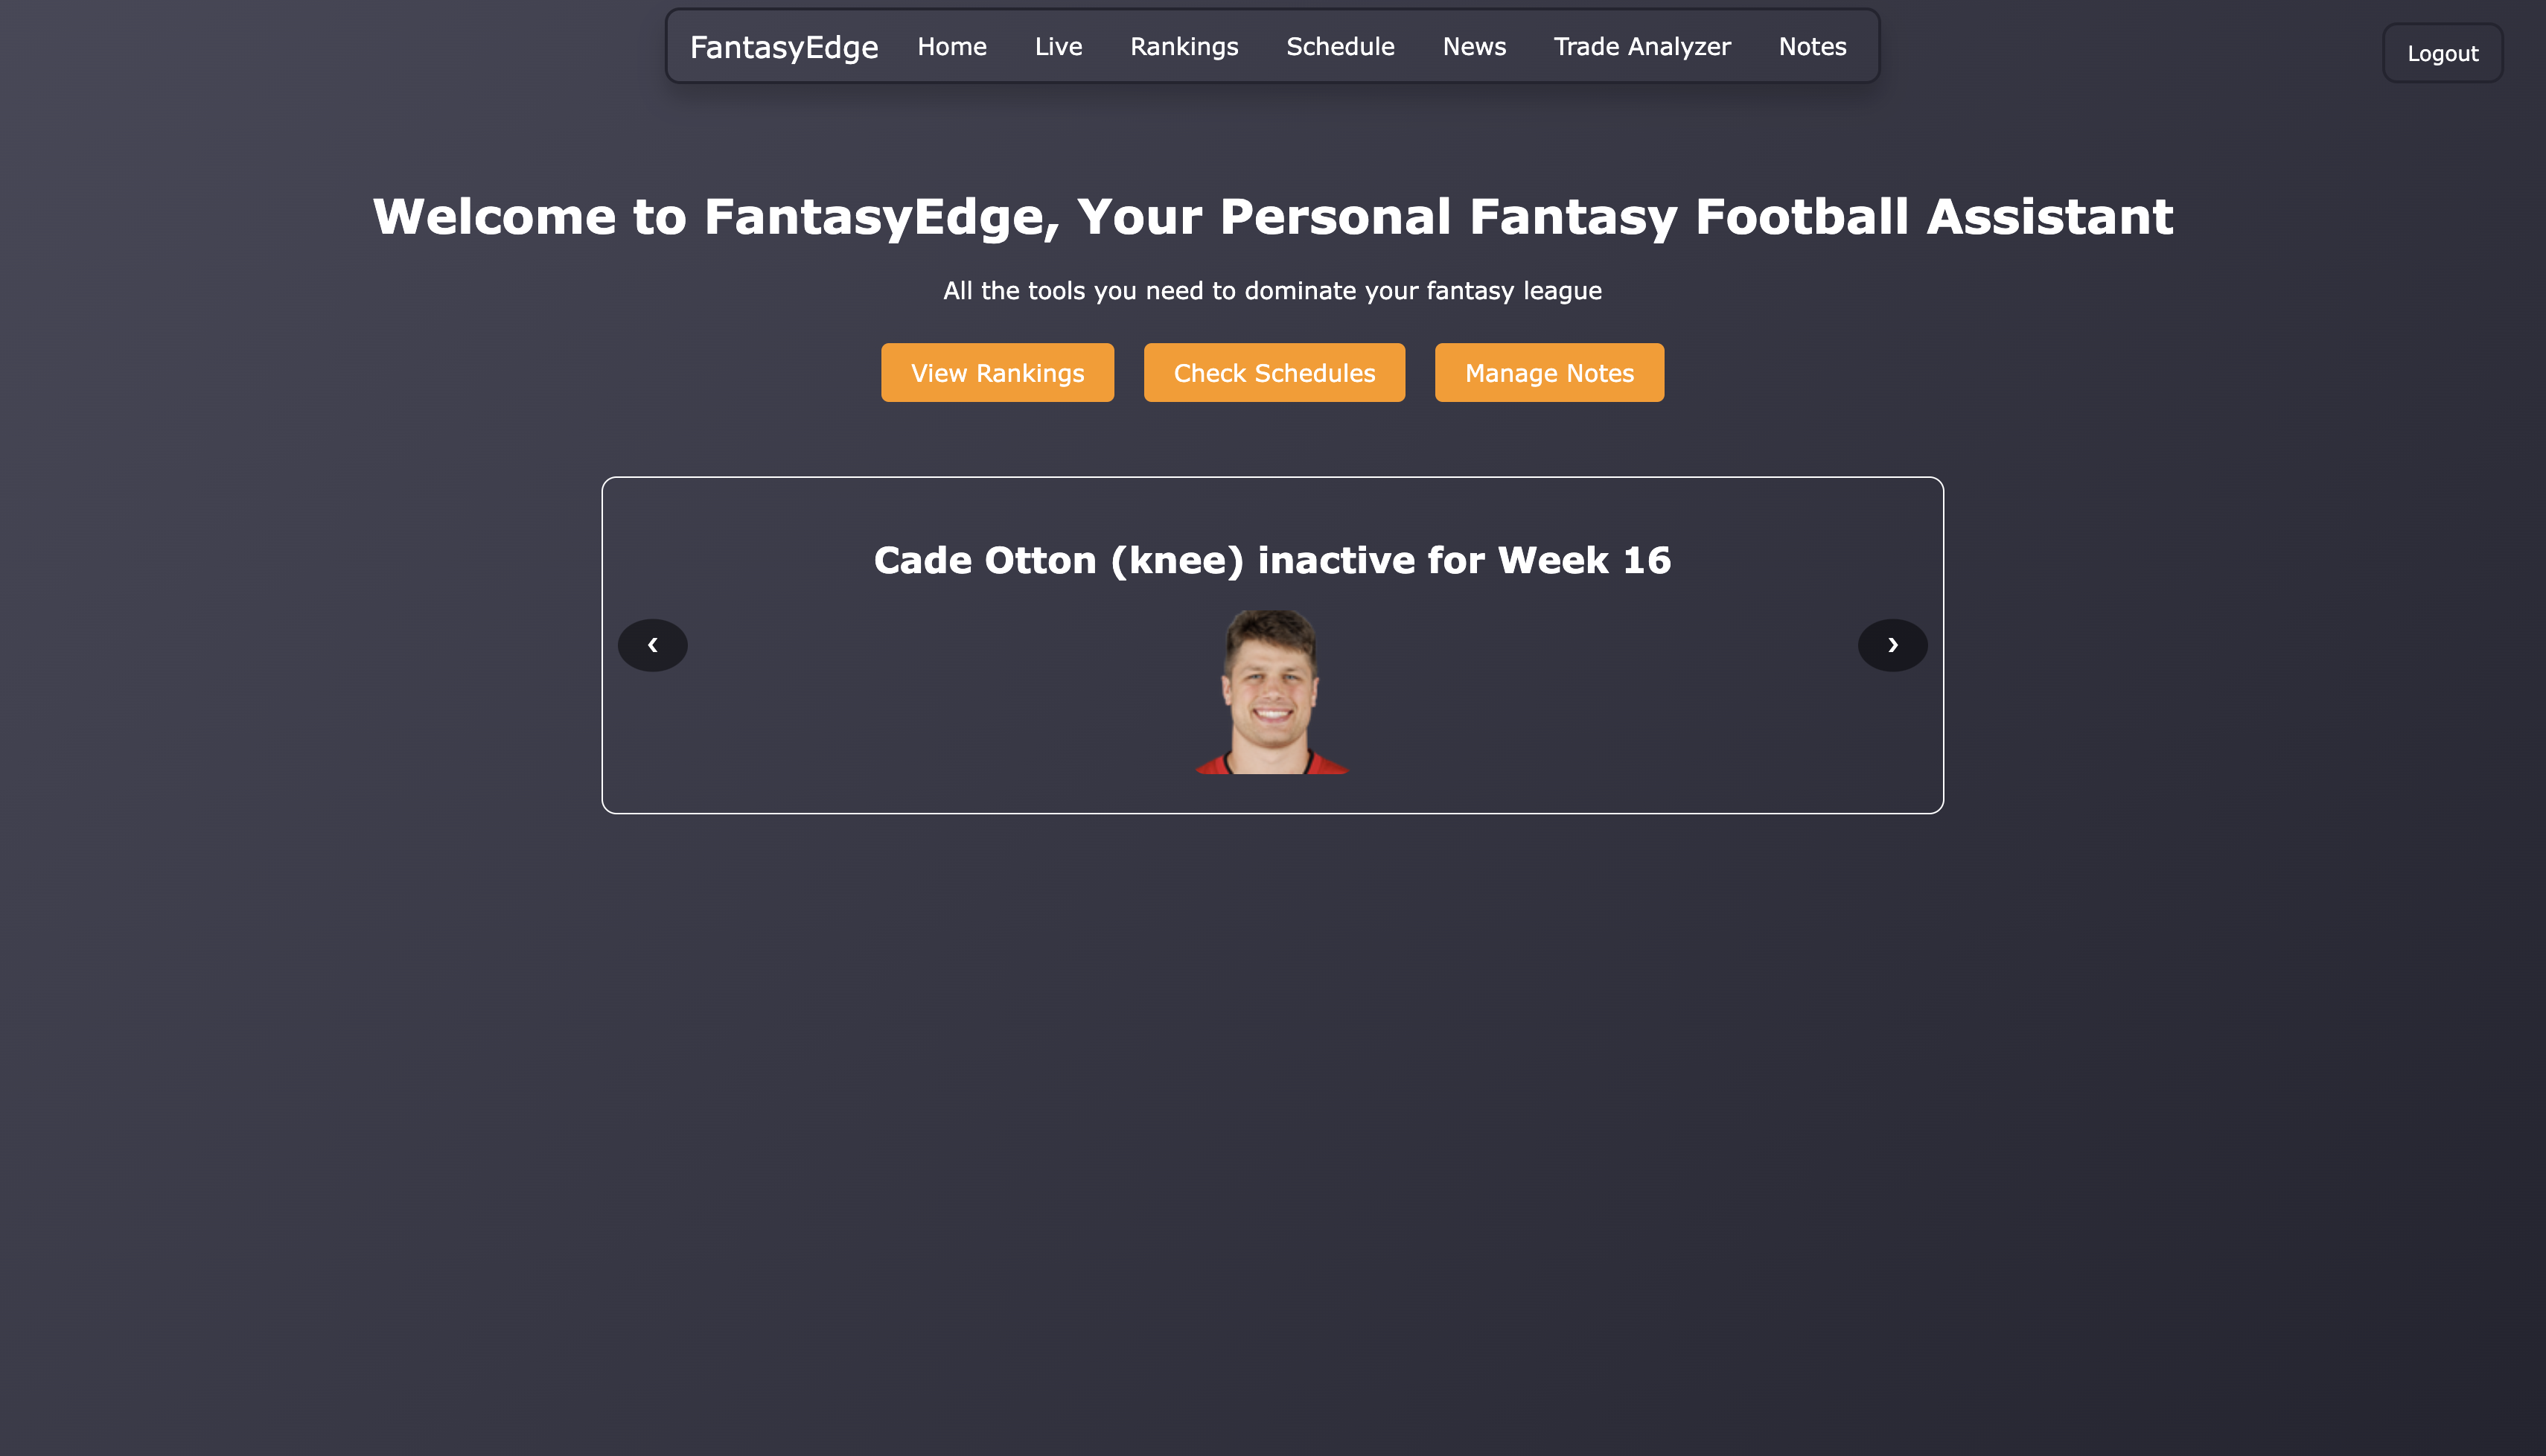 FantasyEdge Home Live Rankings Schedule News Trade Analyzer Notes Logout
Welcome to FantasyEdge, Your Personal Fantasy Football Assistant
All the tools you need to dominate your fantasy league
View Rankings Check Schedules Manage Notes
Cade Otton (knee) inactive for Week 16
‹ ›